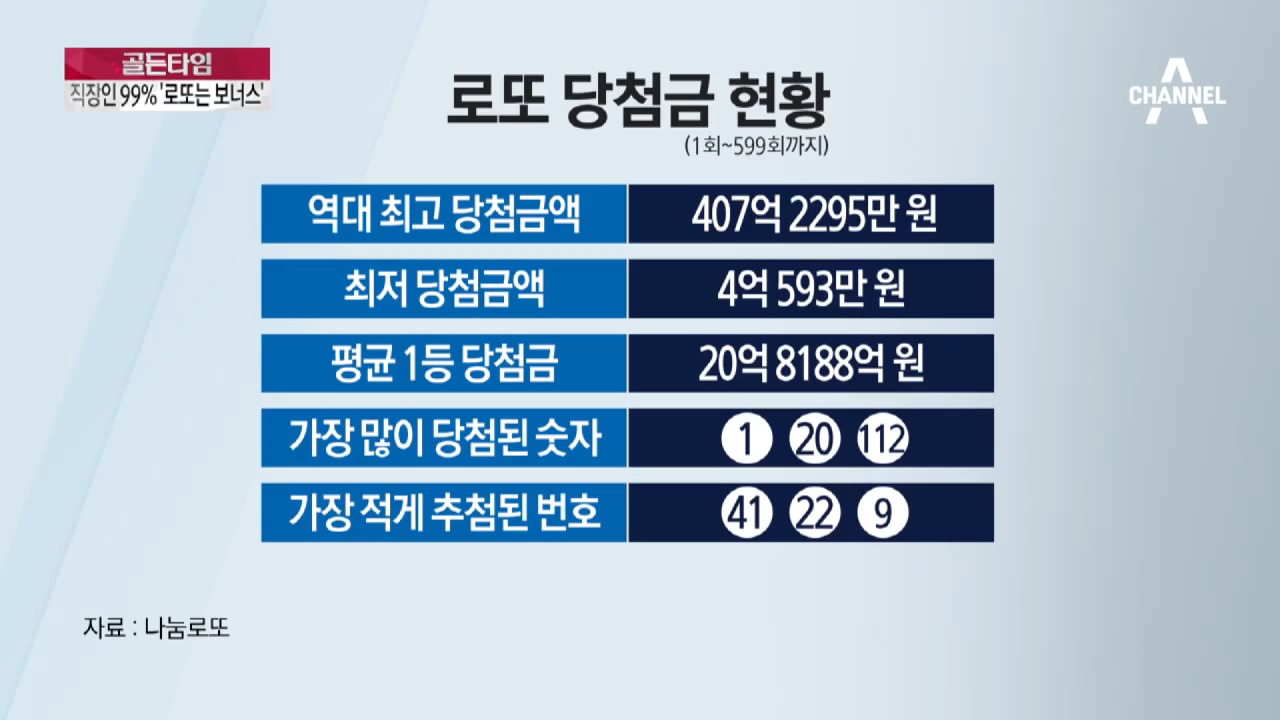 골든타임
직장인 99% '로또는 보너스'
로또 당첨금 현황
(1회~599회까지)
CHANNEL A
역대 최고 당첨금액 407억 2295만 원
최저 당첨금액 4억 593만 원
평균 1등 당첨금 20억 8188억 원
가장 많이 당첨된 숫자 1 20 112
가장 적게 추첨된 번호 41 22 9
자료 : 나눔로또